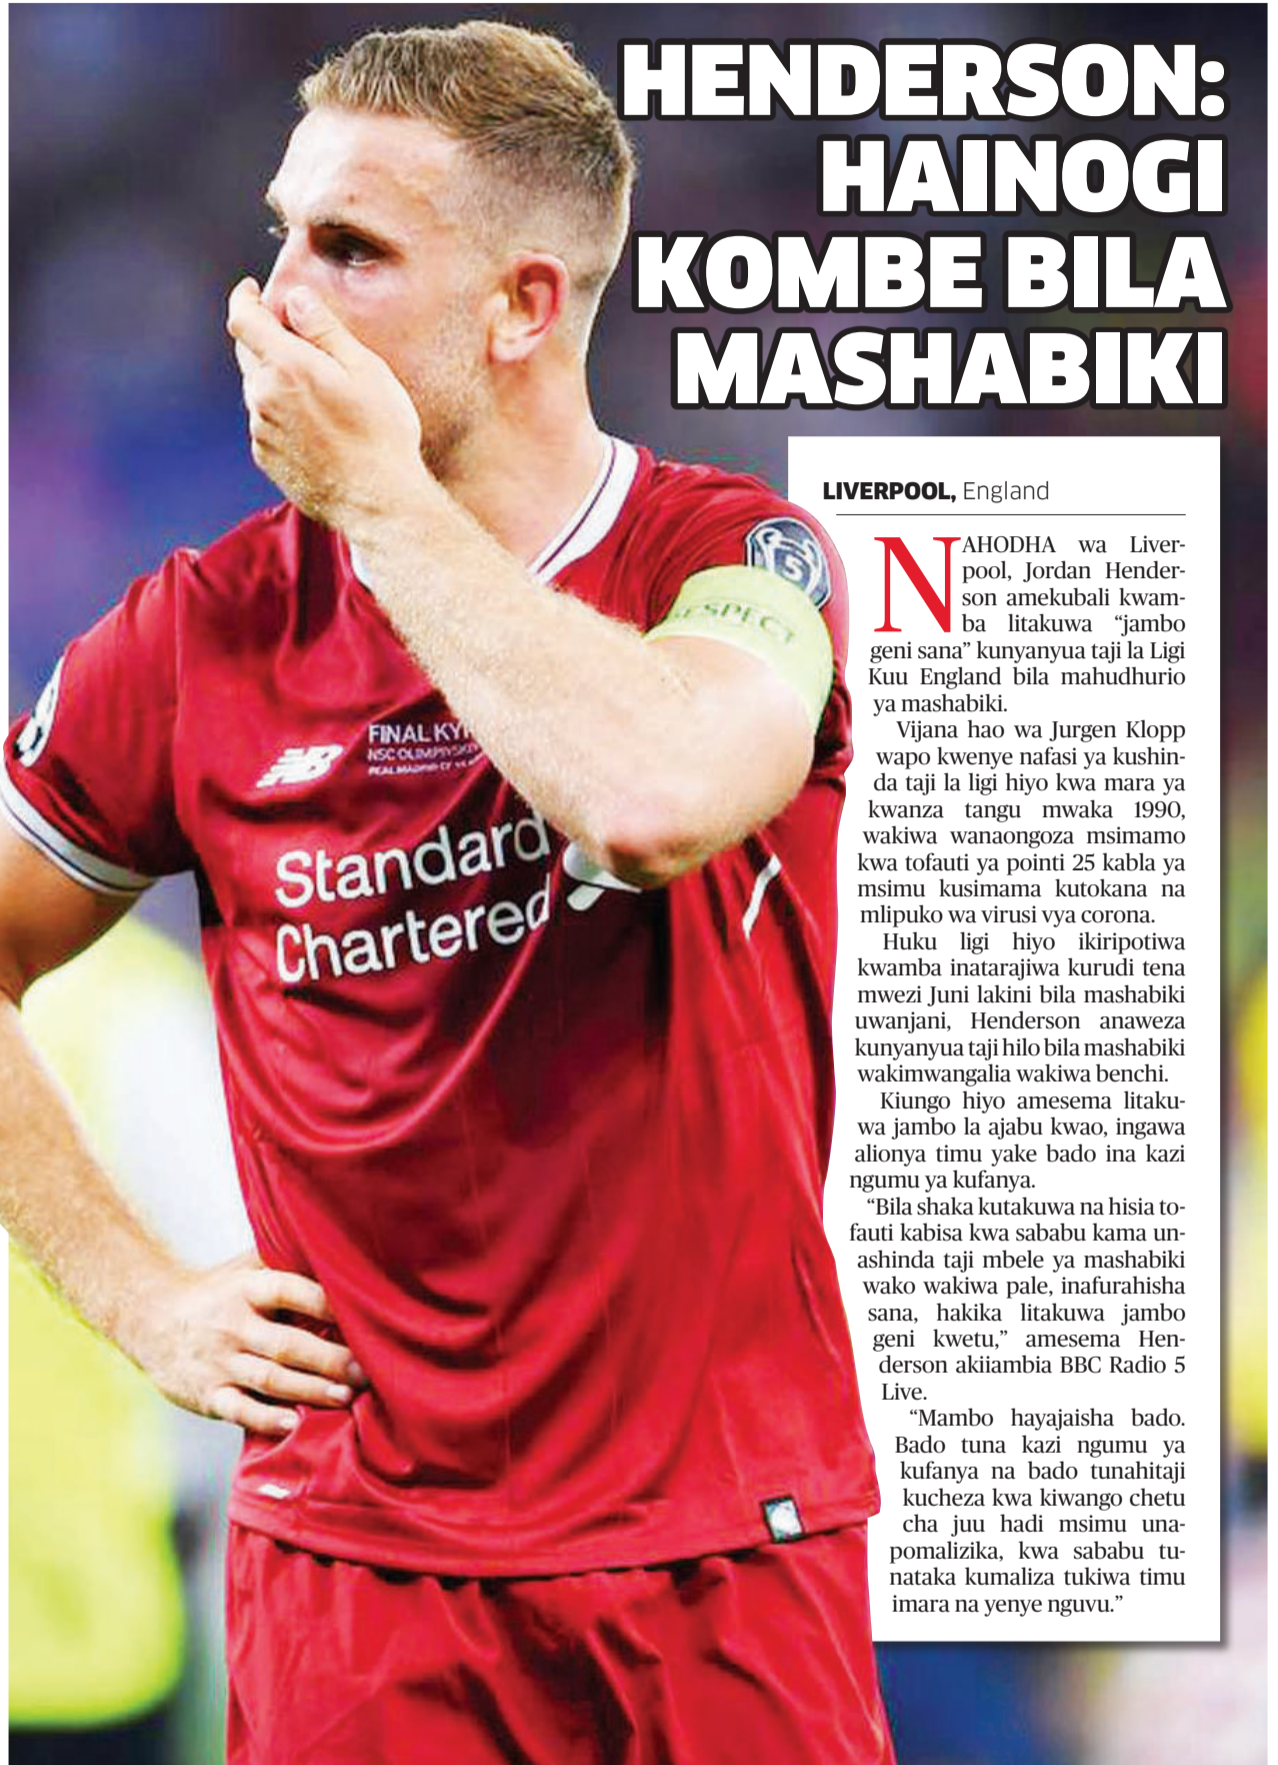 HENDERSON:
HAINOGI
KOMBE BILA
MASHABIKI
LIVERPOOL, England
NAHODHA wa Liver-
pool, Jordan Hender-
son amekubali kwam-
ba litakuwa “jambo
geni sana” kunyanyua taji la Ligi
Kuu England bila mahudhurio
ya mashabiki.
Vijana hao wa Jurgen Klopp
wapo kwenye nafasi ya kushin-
da taji la ligi hiyo kwa mara ya
kwanza tangu mwaka 1990,
wakiwa wanaongoza msimamo
kwa tofauti ya pointi 25 kabla ya
msimu kusimama kutokana na
mlipuko wa virusi vya corona.
Huku ligi hiyo ikiripotiwa
kwamba inatarajiwa kurudi tena
mwezi Juni lakini bila mashabiki
uwanjani, Henderson anaweza
kunyanyua taji hilo bila mashabiki
wakimwangalia wakiwa benchi.
Kiungo hiyo amesema litaku-
wa jambo la ajabu kwao, ingawa
alionya timu yake bado ina kazi
ngumu ya kufanya.
“Bila shaka kutakuwa na hisia to-
fauti kabisa kwa sababu kama un-
ashinda taji mbele ya mashabiki
wako wakiwa pale, inafurahisha
sana, hakika litakuwa jambo
geni kwetu,” amesema Hen-
derson akiiambia BBC Radio 5
Live.
“Mambo hayajaisha bado.
Bado tuna kazi ngumu ya
kufanya na bado tunahitaji
kucheza kwa kiwango chetu
cha juu hadi msimu una-
pomalizika, kwa sababu tu-
nataka kumaliza tukiwa timu
imara na yenye nguvu.”
5
RESPECT
FINAL
NSC
NB
Standard
Chartered